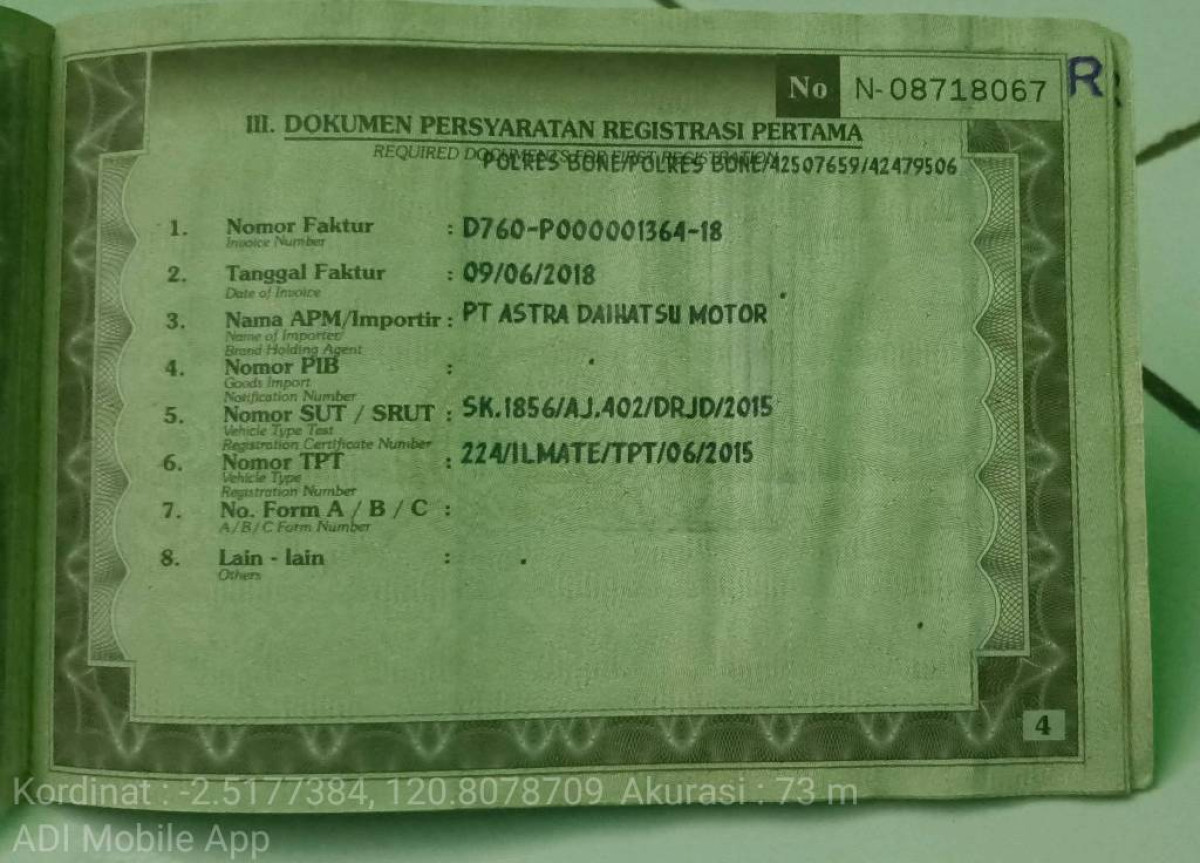 No N-08718067 R
III. DOKUMEN PERSYARATAN REGISTRASI PERTAMA
REQUIRED DOCUMENTS FOR FIRST REGISTRATION
POLRES BONE/POLRES BONE/42507659/42479506
1. Nomor Faktur : D760-P000001364-18
Invoice Number
2. Tanggal Faktur : 09/06/2018
Date of Invoice
3. Nama APM/Importir : PT ASTRA DAIHATSU MOTOR
Name of Importer/
Brand Holding Agent
4. Nomor PIB :
Goods Import
Notification Number
5. Nomor SUT / SRUT : SK.1856/AJ.402/DRJD/2015
Vehicle Type Test
Registration Certificate Number
6. Nomor TPT : 224/ILMATE/TPT/06/2015
Vehicle Type
Registration Number
7. No. Form A / B / C :
A / B / C Form Number
8. Lain - lain :
Others
4
Kordinat : -2.5177384, 120.8078709 Akurasi : 73 m
ADI Mobile App